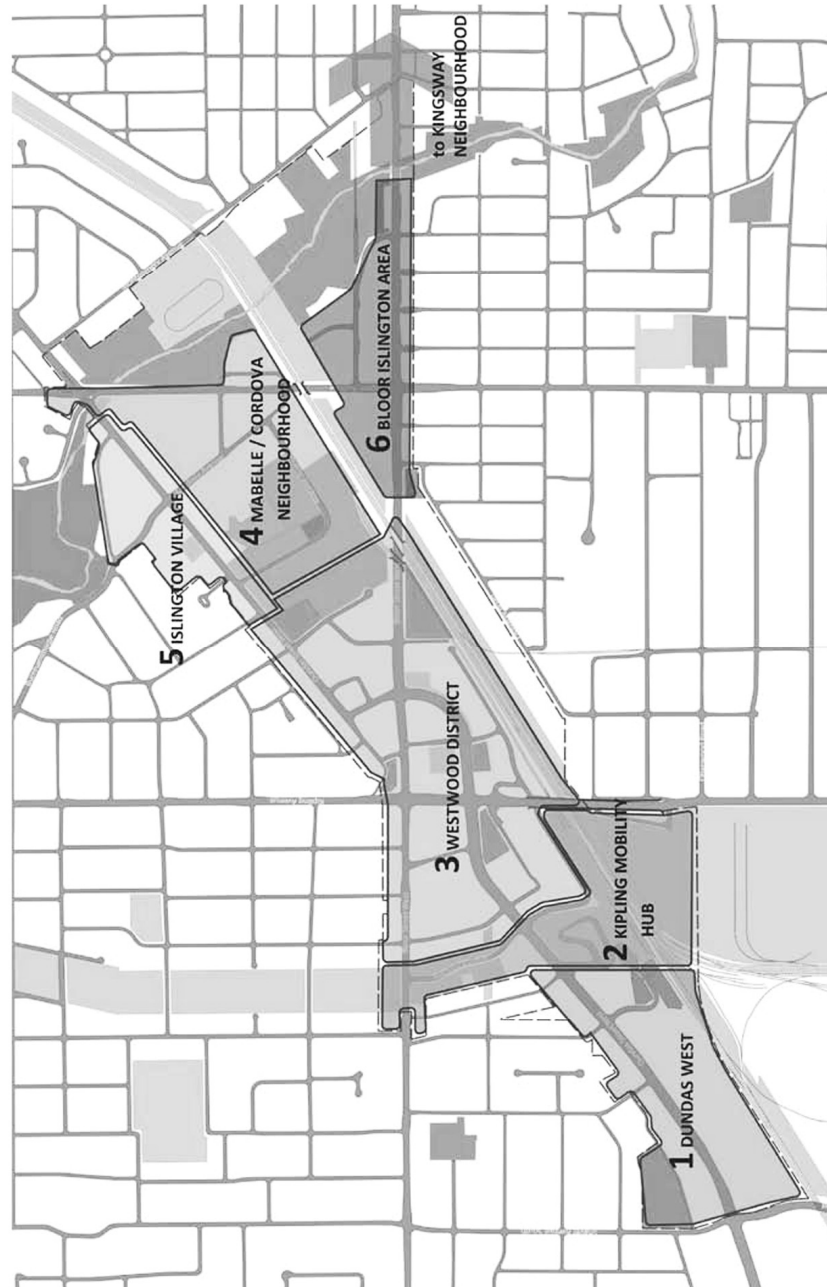 1 DUNDAS WEST
2 KIPLING MOBILITY
HUB
3 WESTWOOD DISTRICT
4 MABELLE / CORDOVA
NEIGHBOURHOOD
5 ISLINGTON VILLAGE
6 BLOOR ISLINGTON AREA
to KINGSWAY
NEIGHBOURHOOD